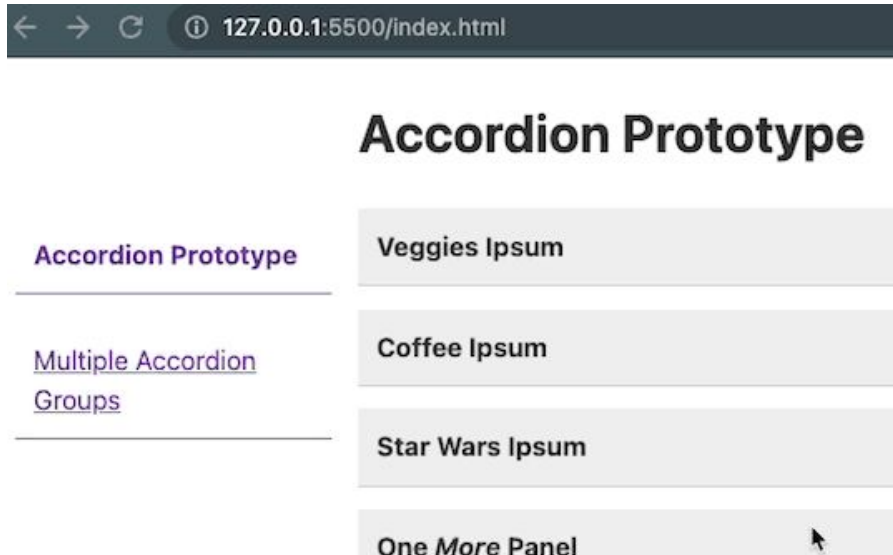 127.0.0.1:5500/index.html
Accordion Prototype
Accordion Prototype
Multiple Accordion
Groups
Veggies Ipsum
Coffee Ipsum
Star Wars Ipsum
One More Panel